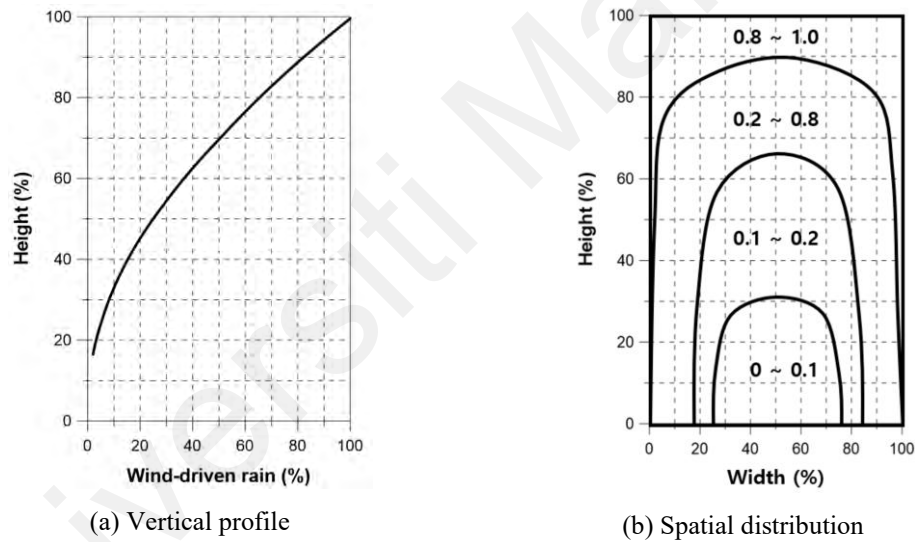 100
80
60
40
20
0
Height (%)
0 20 40 60 80 100
Wind-driven rain (%)
(a) Vertical profile
100
80
60
40
20
0
Height (%)
0.8 ~ 1.0
0.2 ~ 0.8
0.1 ~ 0.2
0 ~ 0.1
0 20 40 60 80 100
Width (%)
(b) Spatial distribution